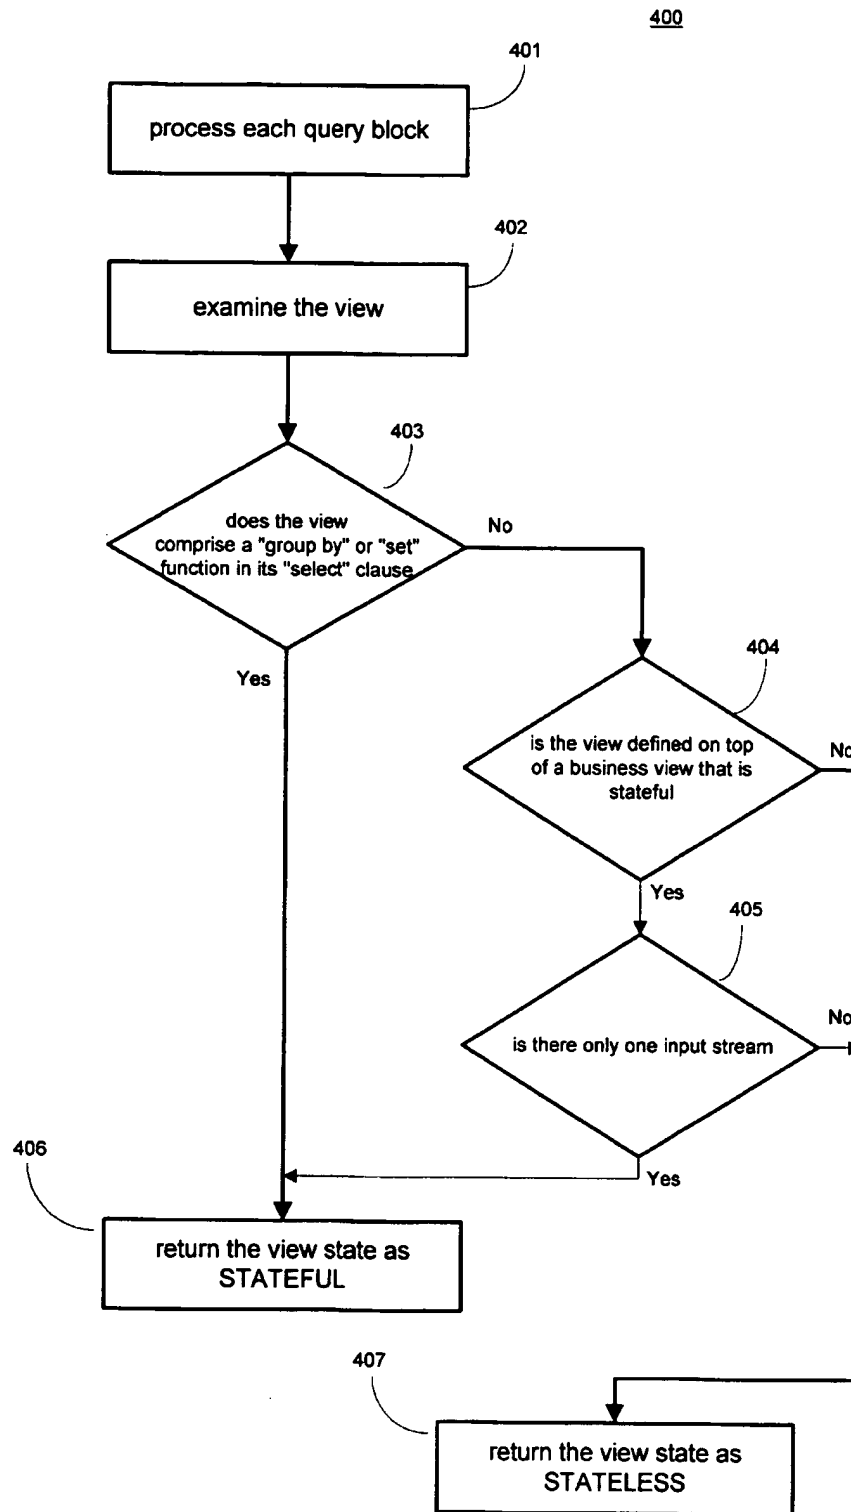 400
401
process each query block
402
examine the view
403
does the view
comprise a "group by" or "set"
function in its "select" clause
No
Yes
404
is the view defined on top
of a business view that is
stateful
No
Yes
405
is there only one input stream
No
Yes
406
return the view state as
STATEFUL
407
return the view state as
STATELESS